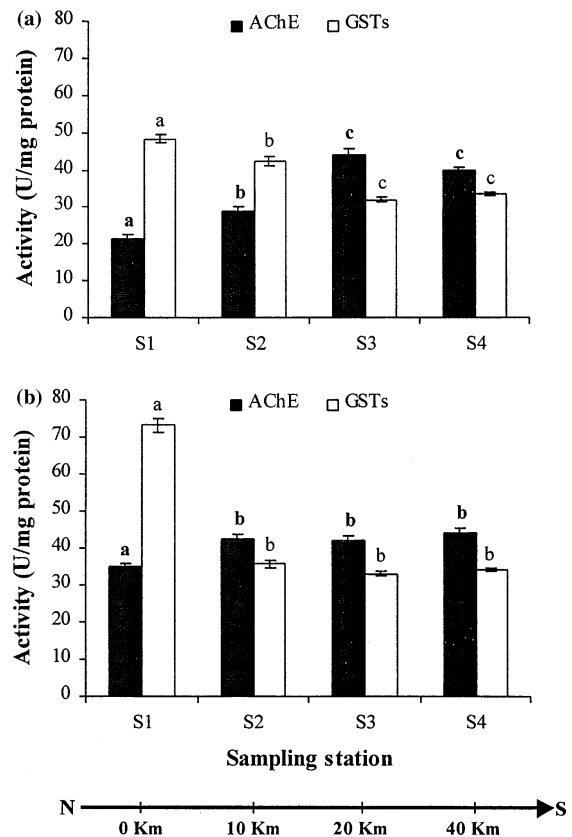 (a)
AChE GSTs
Activity (U/mg protein)
80
70
60
50
40
30
20
10
0
a a b b c c c c
S1 S2 S3 S4
(b)
AChE GSTs
Activity (U/mg protein)
80
70
60
50
40
30
20
10
0
a a b b b b b b
S1 S2 S3 S4
Sampling station
N S
0 Km 10 Km 20 Km 40 Km